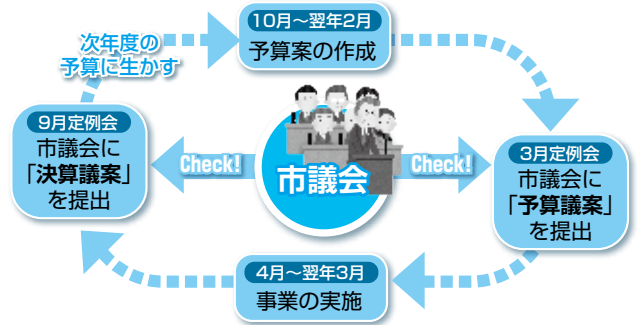 10月～翌年2月
予算案の作成
次年度の
予算に生かす
9月定例会
市議会に
「決算議案」
を提出
Check!
市議会
Check!
3月定例会
市議会に
「予算議案」
を提出
4月～翌年3月
事業の実施